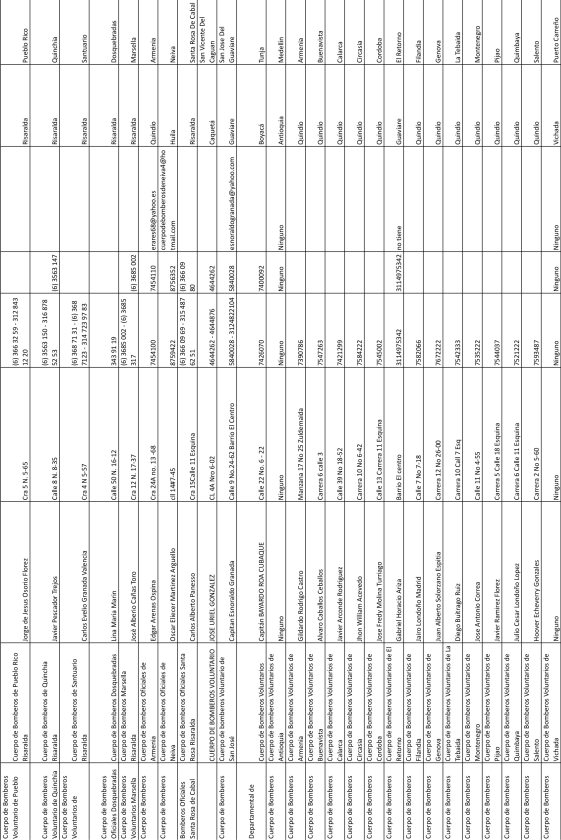 Cuerpo de Bomberos
Voluntario de Pueblo
Cuerpo de Bomberos de Pueblo Rico
Risaralda
Jorge de Jesus Osorio Florez
Cra 5 N. 5-65
(6) 366 32 59 - 312 843
12 20
Risaralda
Pueblo Rico
Cuerpo de Bomberos
Voluntario de Quinchia
Cuerpo de Bomberos de Quinchia
Risaralda
Javier Pescador Trejos
Calle 8 N. 8-35
(6) 3563 150 - 316 878
52 53
(6) 3563 147
Risaralda
Quinchia
Cuerpo de Bomberos
Voluntarios de
Cuerpo de Bomberos de Santuario
Risaralda
Carlos Evelio Granada Valencia
Cra 4 N 5-57
(6) 368 71 31 - (6) 368
7123 - 314 723 97 83
Risaralda
Santuario
Cuerpo de Bomberos
Oficiales Dosquebradas
Cuerpo de Bomberos Dosquebradas
Risaralda
Lina Maria Marin
Calle 50 N. 16-12
343 91 19
Risaralda
Dosquebradas
Cuerpo de Bomberos
Voluntarios Marsella
Cuerpo de Bomberos Marsella
Risaralda
José Alberio Cañas Toro
Cra 12 N. 17-37
(6) 3685 002 - (6) 3685
317
(6) 3685 002
Risaralda
Marsella
Cuerpo de Bomberos
Cuerpo de Bomberos Oficiales de
Armenia
Edgar Arenas Ospina
Cra 24A no. 13 -68
7454100
7454110
erares68@yahoo.es
Quindio
Armenia
Cuerpo de Bomberos
Cuerpo de Bomberos Oficiales de
Neiva
Oscar Eliecer Martinez Arguello
cll 14#7-45
8759422
8756352
cuerpodebomberosdeneiva4@ho
tmail.com
Huila
Neiva
Bomberos Oficiales
Santa Rosa de Cabal
Cuerpo de Bomberos Oficiales Santa
Rosa Risaralda
Carlos Alberto Panesso
Cra 15Calle 11 Esquina
(6) 366 09 69 - 315 487
62 51
(6) 366 09
80
Risaralda
Santa Rosa De Cabal
CUERPO DE BOMBEROS VOLUNTARIO
JOSE URIEL GONZALEZ
CL 4A Nro 6-02
4644262 - 4644876
4644262
Caquetá
San Vicente Del
Caguan
Cuerpo de Bomberos
Cuerpo de bomberos Voluntario de
San José
Capitan Esnoraldo Granada
Calle 9 No.24-62 Barrio El Centro
5840028 - 3124822104
5840028
esnoraldogranada@yahoo.com
Guaviare
San Jose Del
Guaviare
Departamental de
Cuerpo de Bomberos Voluntarios
Capitán BAYARDO ROA CUBAQUE
Calle 22 No. 6 - 22
7426070
7400092
Boyacá
Tunja
Cuerpo de Bomberos
Cuerpo de Bomberos Voluntarios de
Antioquia
Ninguno
Ninguno
Ninguno
Ninguno
Ninguno
Antioquia
Medellin
Cuerpo de Bomberos
Cuerpo de Bomberos Voluntarios de
Armenia
Gildardo Rodrigo Castro
Manzana 17 No 25 Zuldemaida
7390786
Quindio
Armenia
Cuerpo de Bomberos
Cuerpo de Bomberos Voluntarios de
Buenavista
Alvaro Ceballos Ceballos
Carrera 6 calle 3
7547263
Quindio
Buenavista
Cuerpo de Bomberos
Cuerpo de Bomberos Voluntarios de
Calarca
Javier Arconde Rodriguez
Calle 39 No 18-52
7421299
Quindio
Calarca
Cuerpo de Bomberos
Cuerpo de Bomberos Voluntarios de
Circasia
Jhon William Acevedo
Carrera 10 No 6-42
7584222
Quindio
Circasia
Cuerpo de Bomberos
Cuerpo de Bomberos Voluntarios de
Cordoba
Jose Fredy Molina Turriago
Calle 13 Carrera 11 Esquina
7545002
Quindio
Cordoba
Cuerpo de Bomberos
Cuerpo de Bomberos Voluntarios de El
Retorno
Gabriel Horacio Ariza
Barrio El centro
3114975342
3114975342
no tiene
Guaviare
El Retorno
Cuerpo de Bomberos
Cuerpo de Bomberos Voluntarios de
Filandia
Jairo Londoño Madrid
Calle 7 No 7-18
7582066
Quindio
Filandia
Cuerpo de Bomberos
Cuerpo de Bomberos Voluntarios de
Genova
Juan Alberto Solorzano Espitia
Carrera 12 No 26-00
7672222
Quindio
Genova
Cuerpo de Bomberos
Cuerpo de Bomberos Voluntarios de La
Tebaida
Diego Buitrago Ruiz
Carrera 10 Call 7 Esq
7542333
Quindio
La Tebaida
Cuerpo de Bomberos
Cuerpo de Bomberos Voluntarios de
Montenegro
Jose Antonio Correa
Calle 11 No 4-55
7535222
Quindio
Montenegro
Cuerpo de Bomberos
Cuerpo de Bomberos Voluntarios de
Pijao
Javier Ramirez Florez
Carrera 5 Calle 18 Esquina
7544037
Quindio
Pijao
Cuerpo de Bomberos
Cuerpo de Bomberos Voluntarios de
Quimbaya
Julio Cesar Londoño Lopez
Carrera 6 Calle 11 Esquina
7521222
Quindio
Quimbaya
Cuerpo de Bomberos
Cuerpo de Bomberos Voluntarios de
Salento
Hoover Echeverry Gonzales
Carrera 2 No 5-60
7593487
Quindio
Salento
Cuerpo de Bomberos
Cuerpo de Bomberos Voluntarios de
Vichada
Ninguno
Ninguno
Ninguno
Ninguno
Ninguno
Vichada
Puerto Carreño